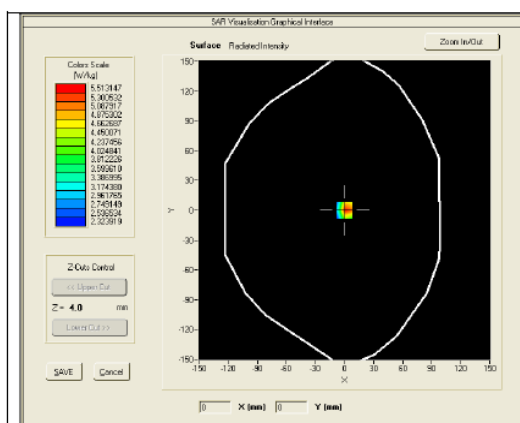 SAR Visualisation Graphical Interface
Surface Radiated Intensity
Zoom In/Out
Colors Scale
(W/kg)
5.513147
5.300532
5.087917
4.875302
4.662687
4.450071
4.237456
4.024841
3.812226
3.599610
3.386995
3.174380
2.961765
2.749149
2.536534
2.323919
Z-Cuts Control
<< Upper Cut
Z = 4.0 mm
Lower Cut >>
SAVE Cancel
150
120
90
60
30
0
-30
-60
-90
-120
-150
Y
-150 -120 -90 -60 -30 0 30 60 90 120 150
X
0 X (mm) 0 Y (mm)